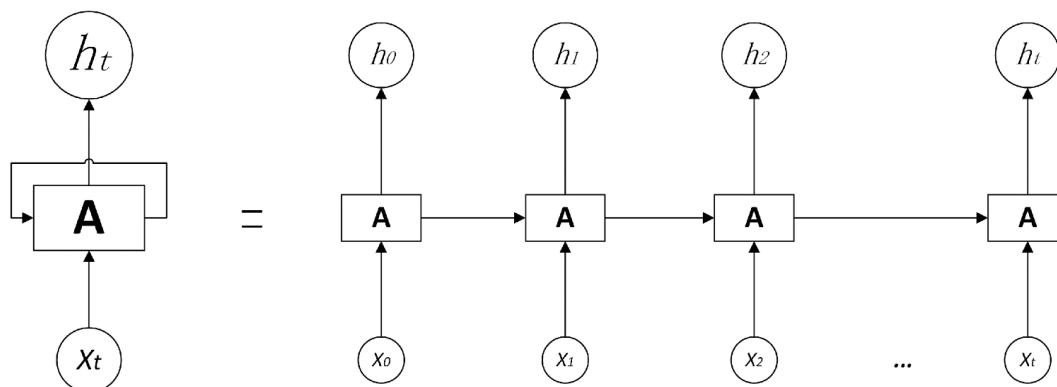 hₜ
h₀ h₁ h₂ hₜ
A
=
A A A A
Xₜ
X₀ X₁ X₂ ... Xₜ